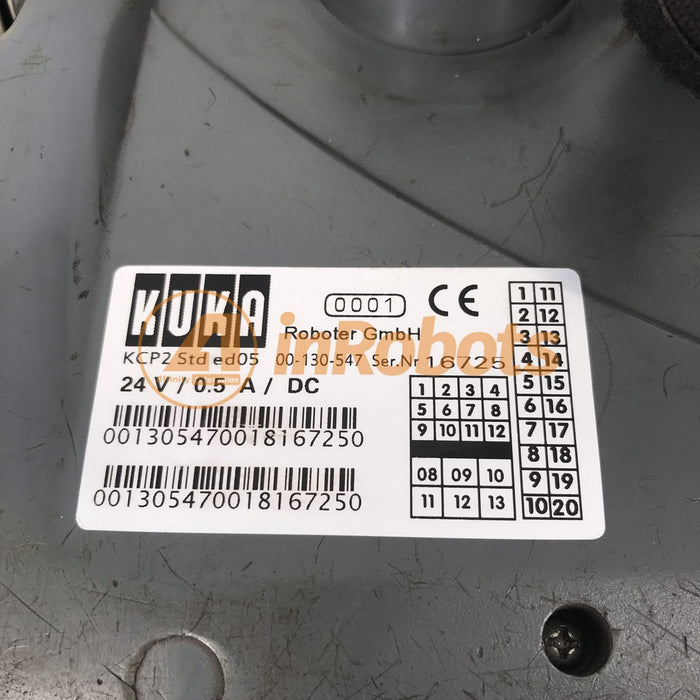 KUKA
0001 CE
Roboter GmbH
KCP2 Std ed05 00-130-547 Ser.Nr 16725
24 V / 0.5 A / DC
001305470018167250
001305470018167250
1 2 3 4
5 6 7 8
9 10 11 12
08 09 10
11 12 13
1 11
2 12
3 13
4 14
5 15
6 16
7 17
8 18
9 19
10 20
inRobots